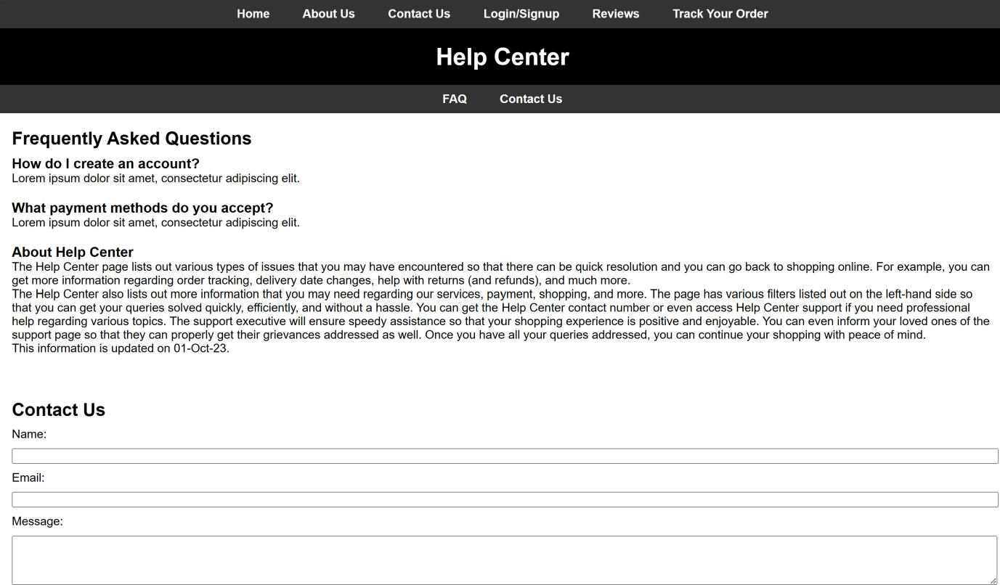 Home About Us Contact Us Login/Signup Reviews Track Your Order
Help Center
FAQ Contact Us
Frequently Asked Questions
How do I create an account?
Lorem ipsum dolor sit amet, consectetur adipiscing elit.
What payment methods do you accept?
Lorem ipsum dolor sit amet, consectetur adipiscing elit.
About Help Center
The Help Center page lists out various types of issues that you may have encountered so that there can be quick resolution and you can go back to shopping online. For example, you can
get more information regarding order tracking, delivery date changes, help with returns (and refunds), and much more.
The Help Center also lists out more information that you may need regarding our services, payment, shopping, and more. The page has various filters listed out on the left-hand side so
that you can get your queries solved quickly, efficiently, and without a hassle. You can get the Help Center contact number or even access Help Center support if you need professional
help regarding various topics. The support executive will ensure speedy assistance so that your shopping experience is positive and enjoyable. You can even inform your loved ones of the
support page so that they can properly get their grievances addressed as well. Once you have all your queries addressed, you can continue your shopping with peace of mind.
This information is updated on 01-Oct-23.
Contact Us
Name:
Email:
Message: